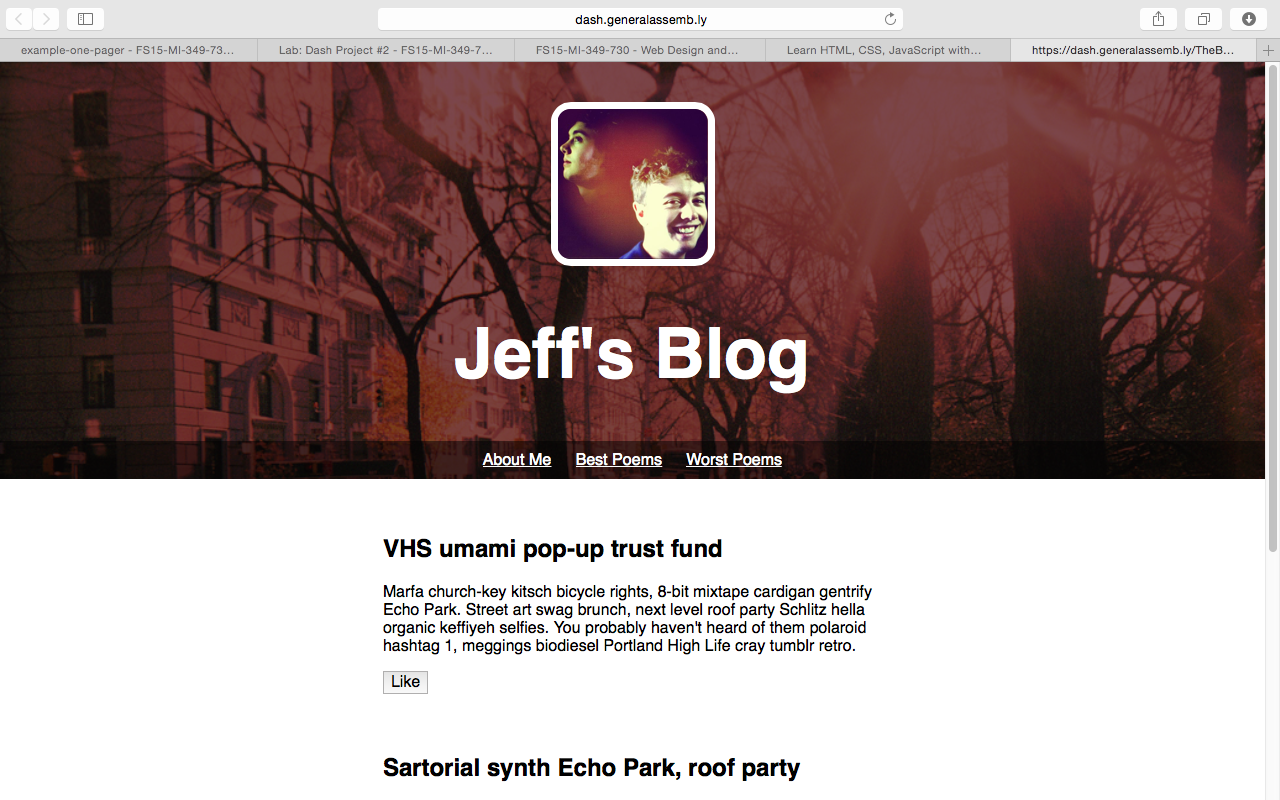 dash.generalassemb.ly
example-one-pager - FS15-MI-349-73…
Lab: Dash Project #2 - FS15-MI-349-7…
FS15-MI-349-730 - Web Design and…
Learn HTML, CSS, JavaScript with…
https://dash.generalassemb.ly/TheB…
Jeff's Blog
About Me Best Poems Worst Poems
VHS umami pop-up trust fund
Marfa church-key kitsch bicycle rights, 8-bit mixtape cardigan gentrify
Echo Park. Street art swag brunch, next level roof party Schlitz hella
organic keffiyeh selfies. You probably haven't heard of them polaroid
hashtag 1, meggings biodiesel Portland High Life cray tumblr retro.
Like
Sartorial synth Echo Park, roof party